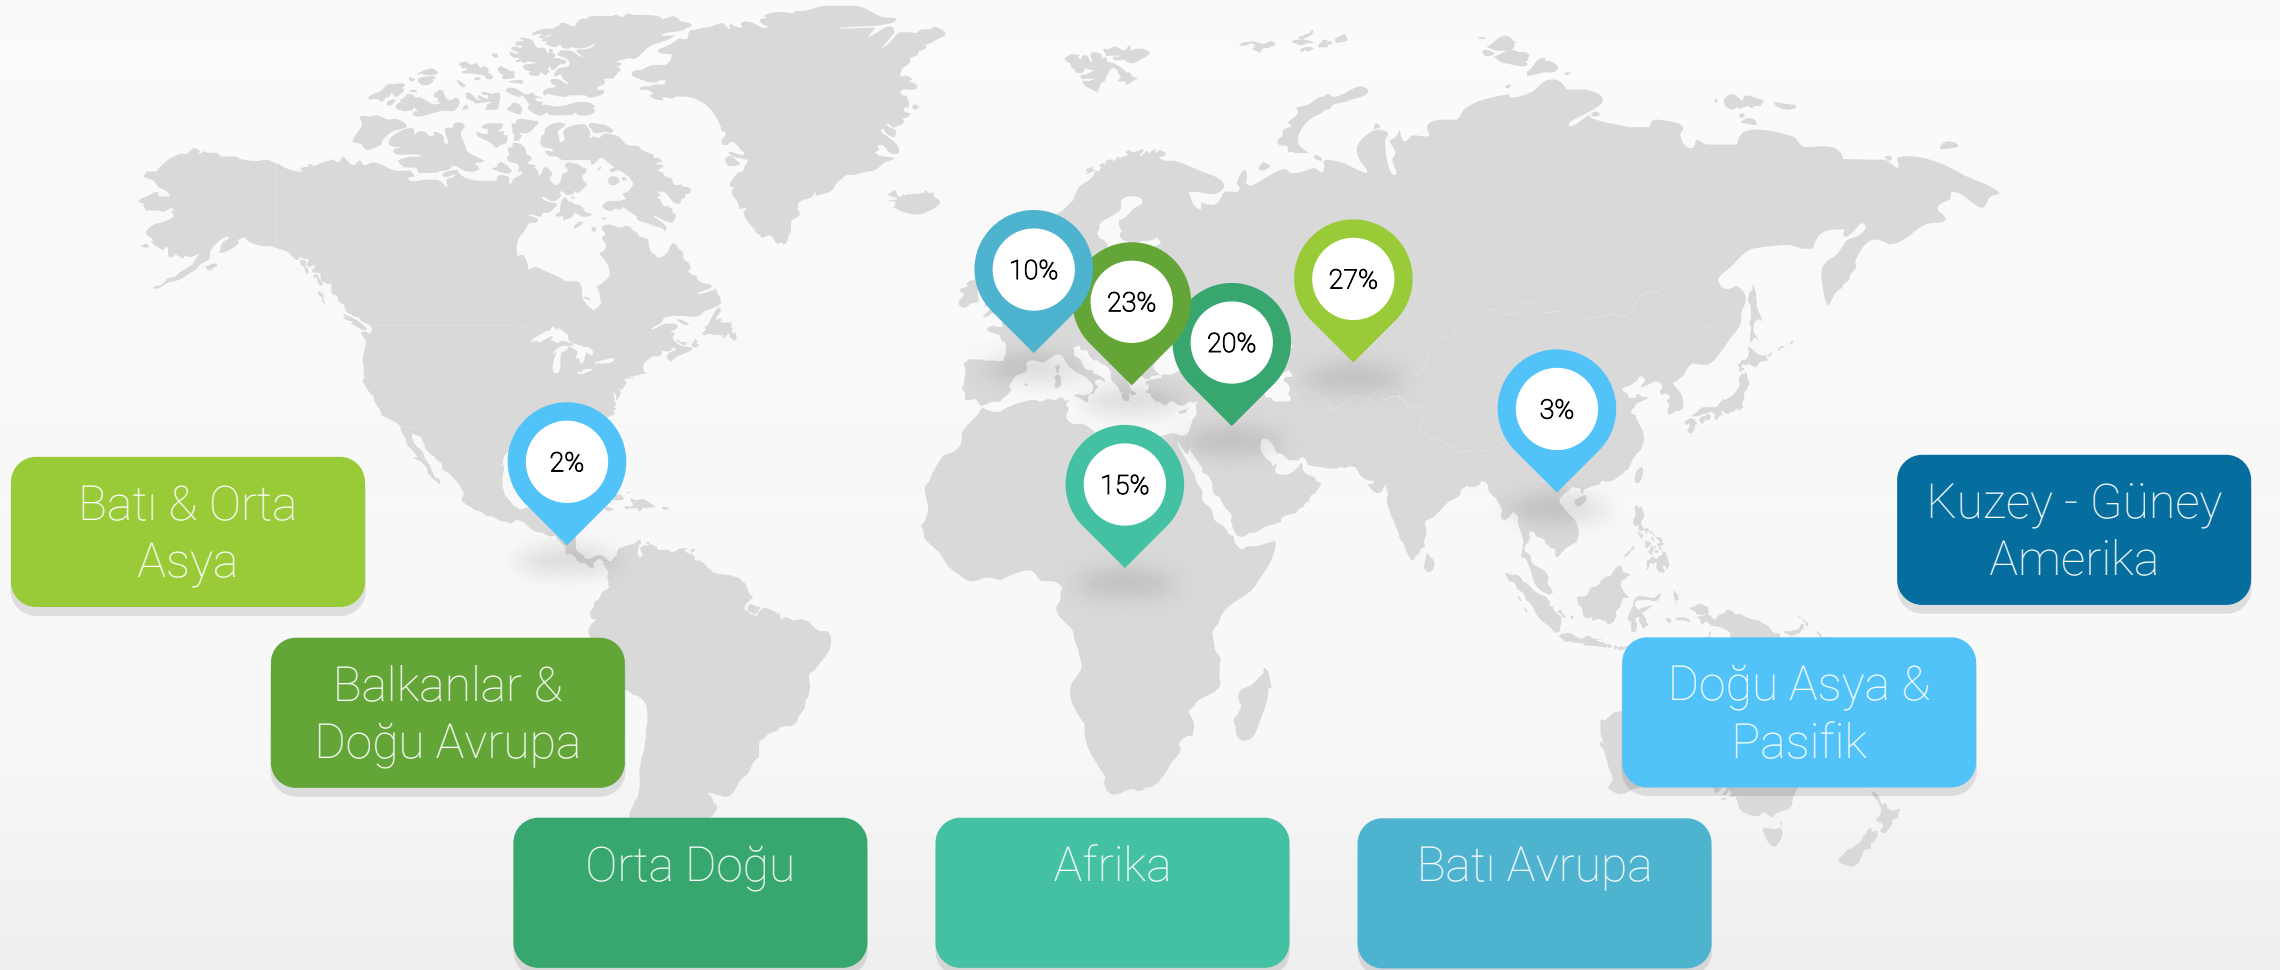 10%
23%
20%
27%
3%
2%
15%
Batı & Orta
Asya
Balkanlar &
Doğu Avrupa
Orta Doğu
Afrika
Batı Avrupa
Doğu Asya &
Pasifik
Kuzey - Güney
Amerika